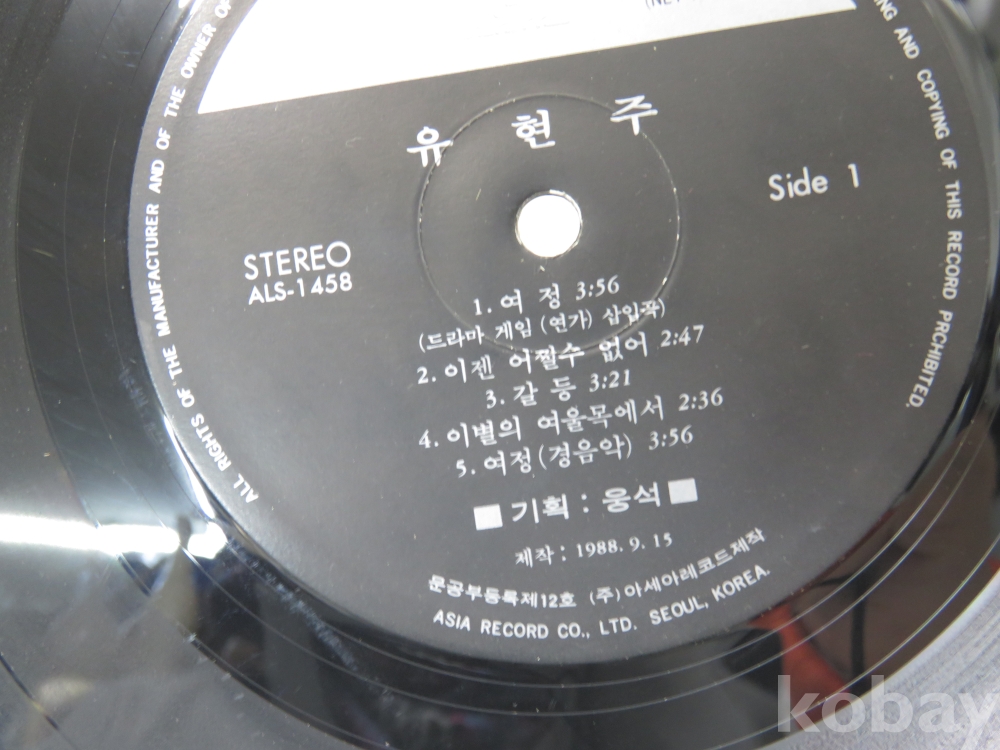 유 현 주
Side 1
STEREO
ALS-1458
1. 여 정 3:56
(드라마 게임 (연가) 삽입곡)
2. 이젠 어쩔수 없어 2:47
3. 갈 등 3:21
4. 이별의 여울목에서 2:36
5. 여정 (경음악) 3:56
■ 기획 : 웅석 ■
제작 : 1988. 9. 15
문공부등록제12호 (주) 아세아레코드제작
ASIA RECORD CO., LTD. SEOUL, KOREA.
ALL RIGHTS OF THE MANUFACTURER AND OF THE OWNER OF
AND COPYING OF THIS RECORD PRCHIBITED.
kobay